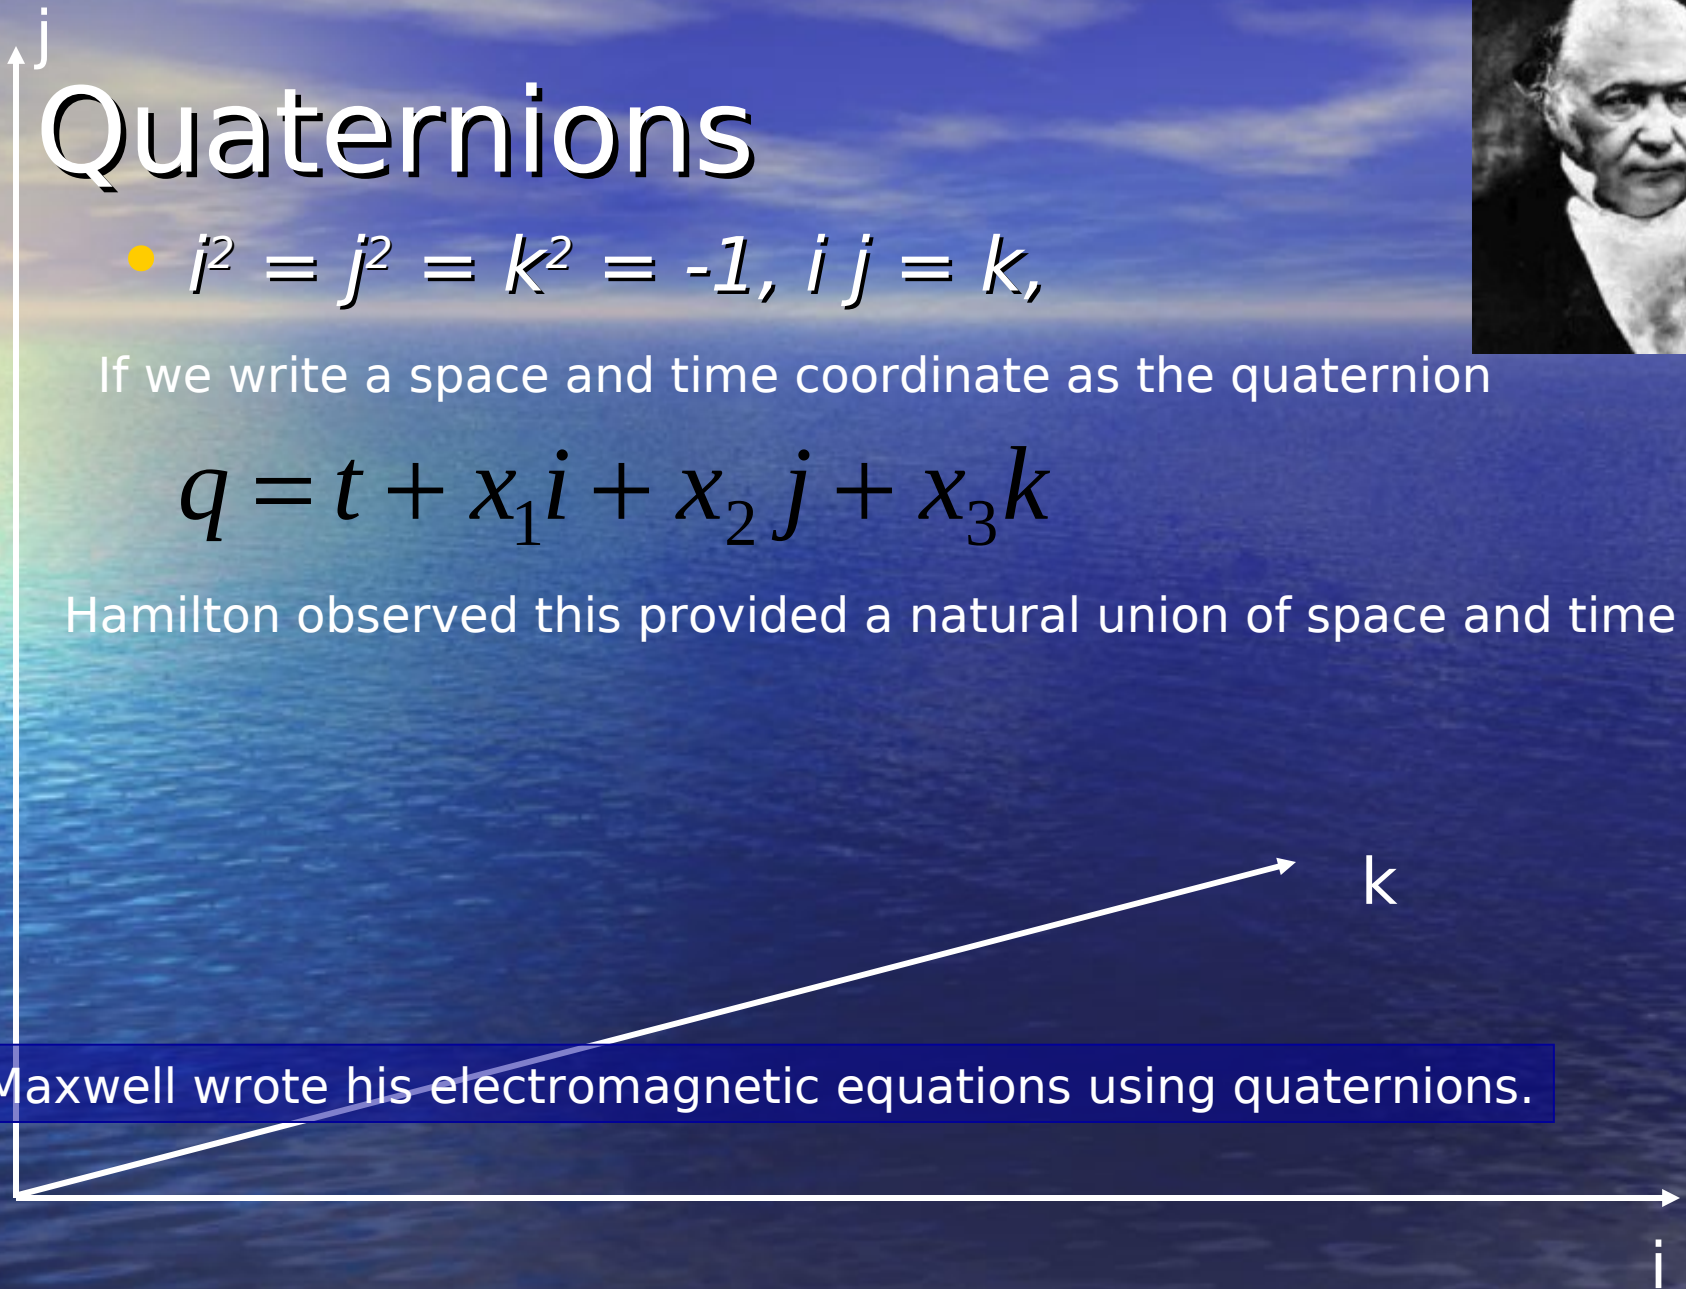 j
Quaternions
i² = j² = k² = -1, i j = k,
If we write a space and time coordinate as the quaternion
q = t + x₁i + x₂ j + x₃k
Hamilton observed this provided a natural union of space and time
k
Maxwell wrote his electromagnetic equations using quaternions.
i